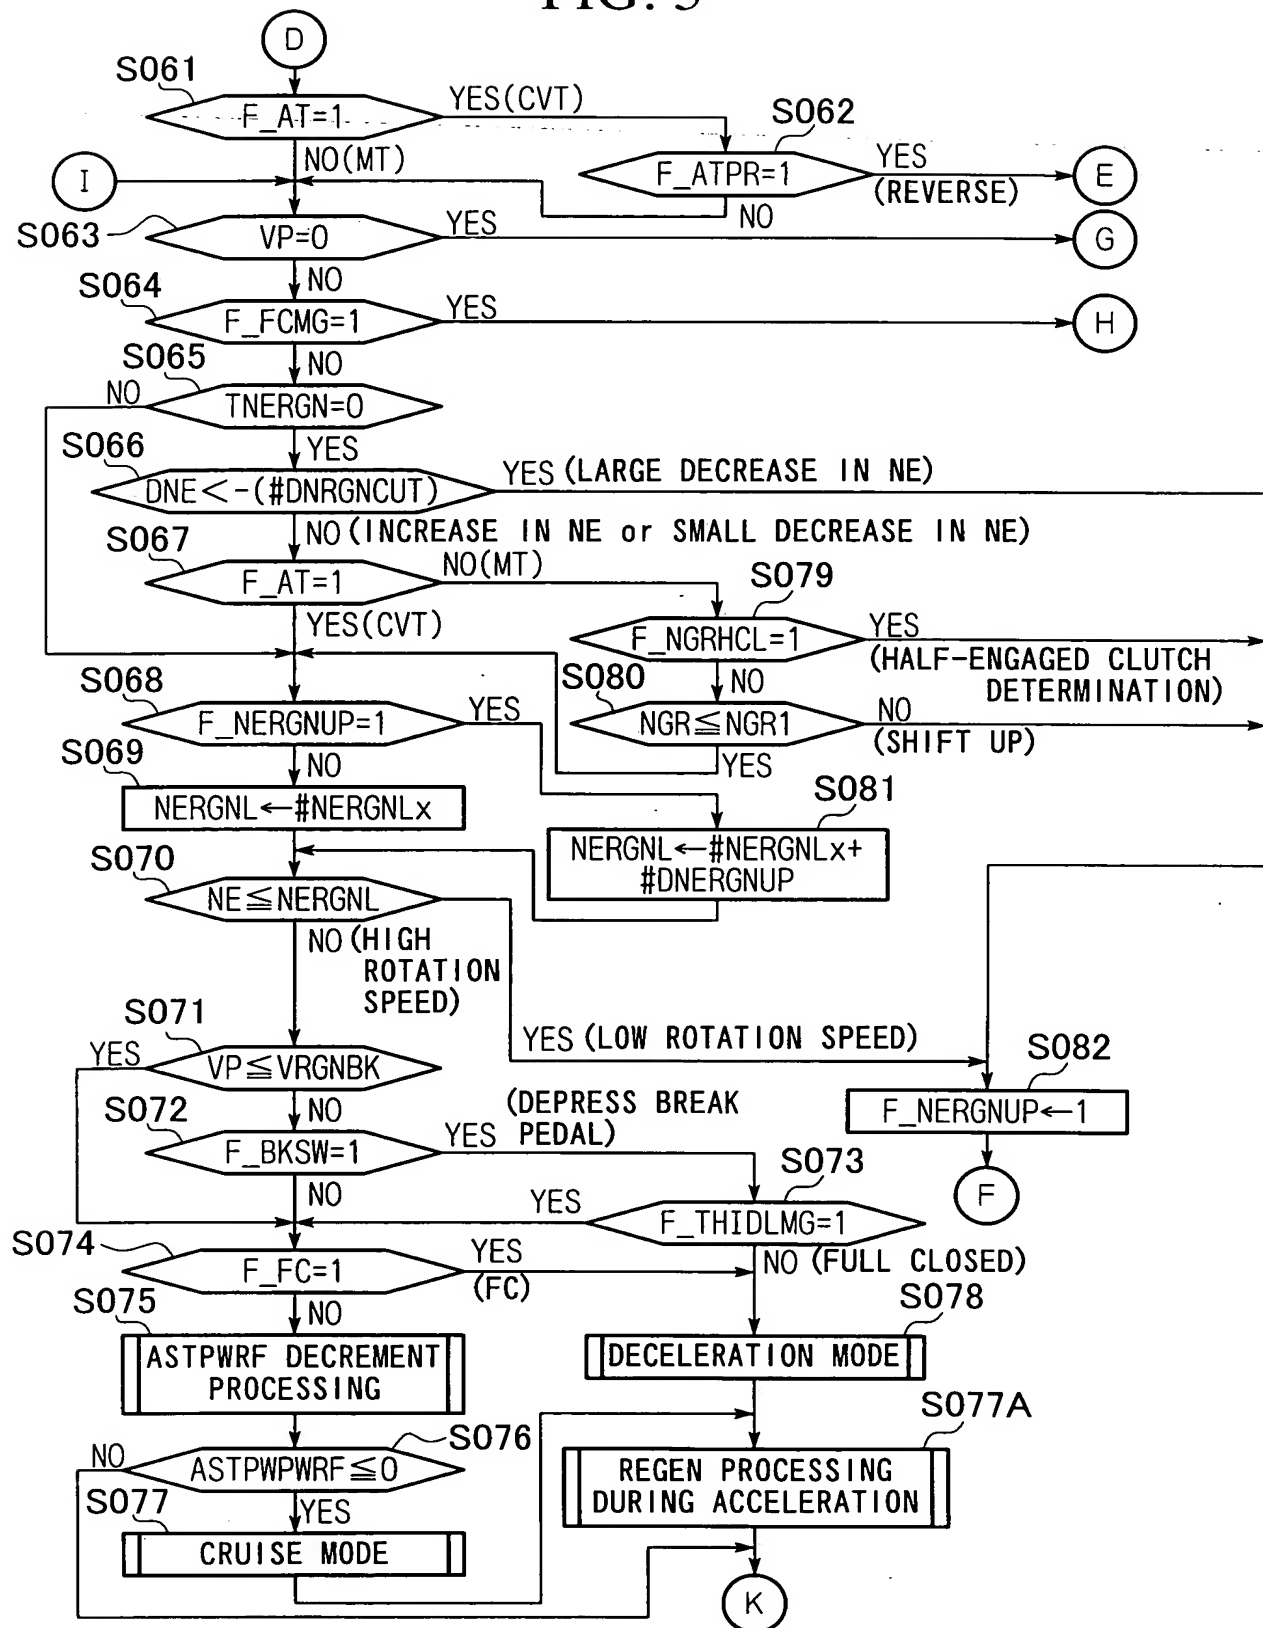 FIG. 5
D
S061
F_AT=1
YES(CVT)
S062
NO(MT)
I
F_ATPR=1
YES
(REVERSE)
E
NO
S063
VP=0
YES
G
NO
S064
F_FCMG=1
YES
H
NO
S065
NO
TNERGN=0
YES
S066
DNE<-(#DNRGNCUT)
YES (LARGE DECREASE IN NE)
NO (INCREASE IN NE or SMALL DECREASE IN NE)
S067
F_AT=1
NO(MT)
S079
YES(CVT)
F_NGRHCL=1
YES
(HALF-ENGAGED CLUTCH
DETERMINATION)
NO
S080
S068
F_NERGNUP=1
YES
NGR≦NGR1
NO
(SHIFT UP)
YES
NO
S069
NERGNL←#NERGNLx
S081
NERGNL←#NERGNLx+
#DNERGNUP
S070
NE≦NERGNL
NO (HIGH
ROTATION
SPEED)
YES (LOW ROTATION SPEED)
S071
YES
VP≦VRGNBK
NO
S082
F_NERGNUP←1
F
S072
F_BKSW=1
(DEPRESS BREAK
YES PEDAL)
NO
S073
YES
F_THIDLMG=1
NO (FULL CLOSED)
S074
F_FC=1
YES
(FC)
NO
S075
ASTPWRF DECREMENT
PROCESSING
S078
DECELERATION MODE
S076
NO
ASTPWPWRF≦0
YES
S077A
REGEN PROCESSING
DURING ACCELERATION
S077
CRUISE MODE
K